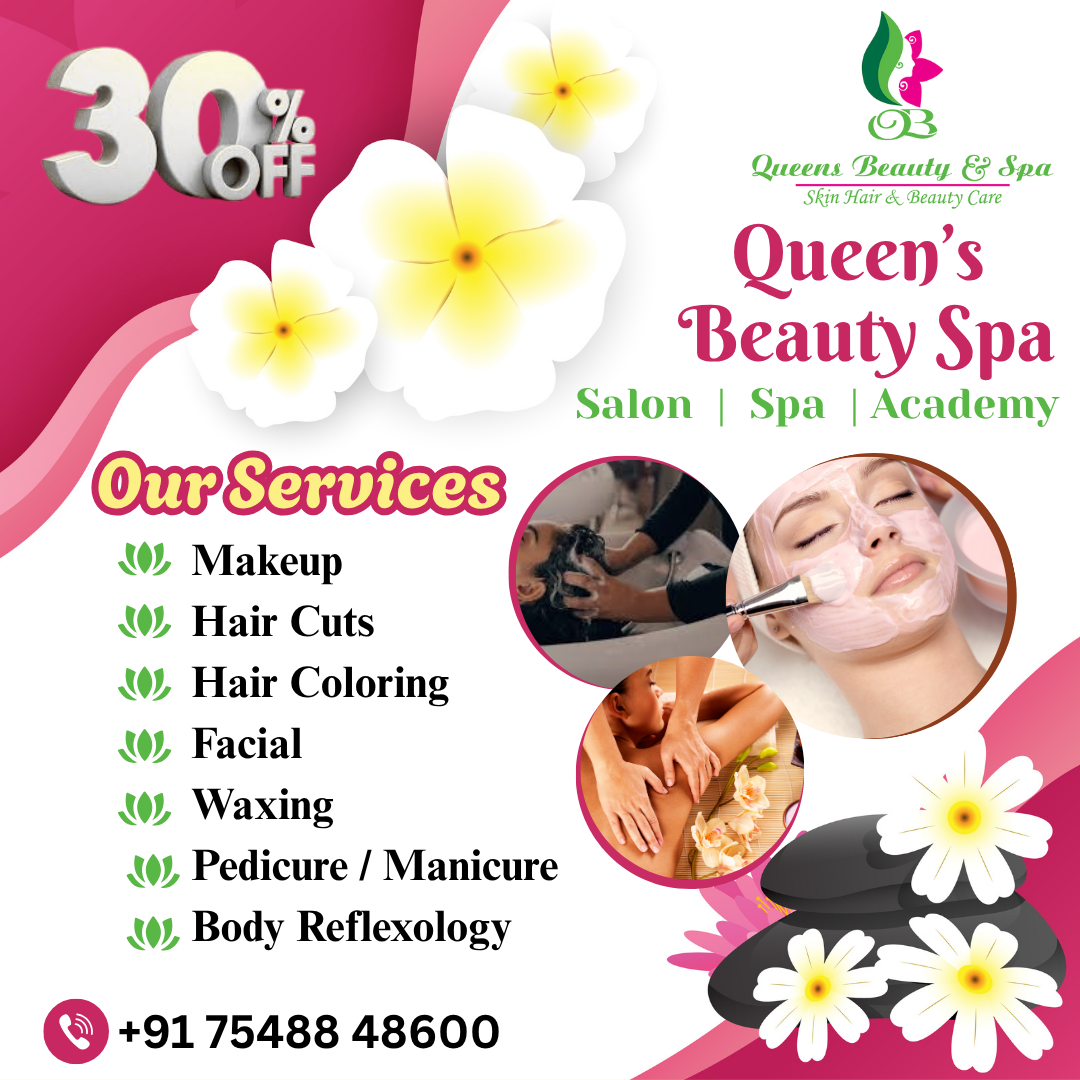 30%
OFF
QB
Queens Beauty & Spa
Skin Hair & Beauty Care
Queen's
Beauty Spa
Salon | Spa | Academy
Our Services
Makeup
Hair Cuts
Hair Coloring
Facial
Waxing
Pedicure / Manicure
Body Reflexology
+91 75488 48600